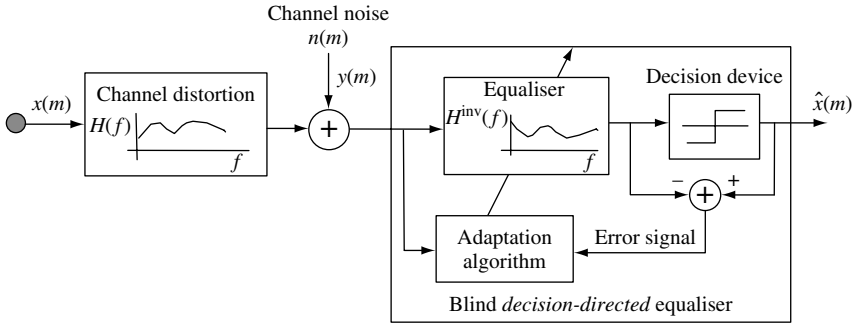 Channel noise
n(m)
y(m)
x(m)
Channel distortion
H(f)
f
+
Equaliser
H^inv(f)
f
Decision device
x̂(m)
−
+
+
Adaptation
algorithm
Error signal
Blind decision-directed equaliser